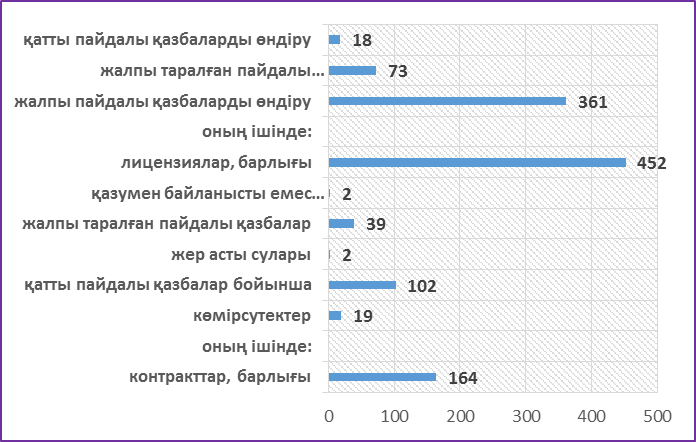 қатты пайдалы қазбаларды өндіру 18
жалпы таралған пайдалы... 73
жалпы пайдалы қазбаларды өндіру 361
оның ішінде:
лицензиялар, барлығы 452
қазумен байланысты емес... 2
жалпы таралған пайдалы қазбалар 39
жер асты сулары 2
қатты пайдалы қазбалар бойынша 102
көмірсутектер 19
оның ішінде:
контракттар, барлығы 164
0 100 200 300 400 500